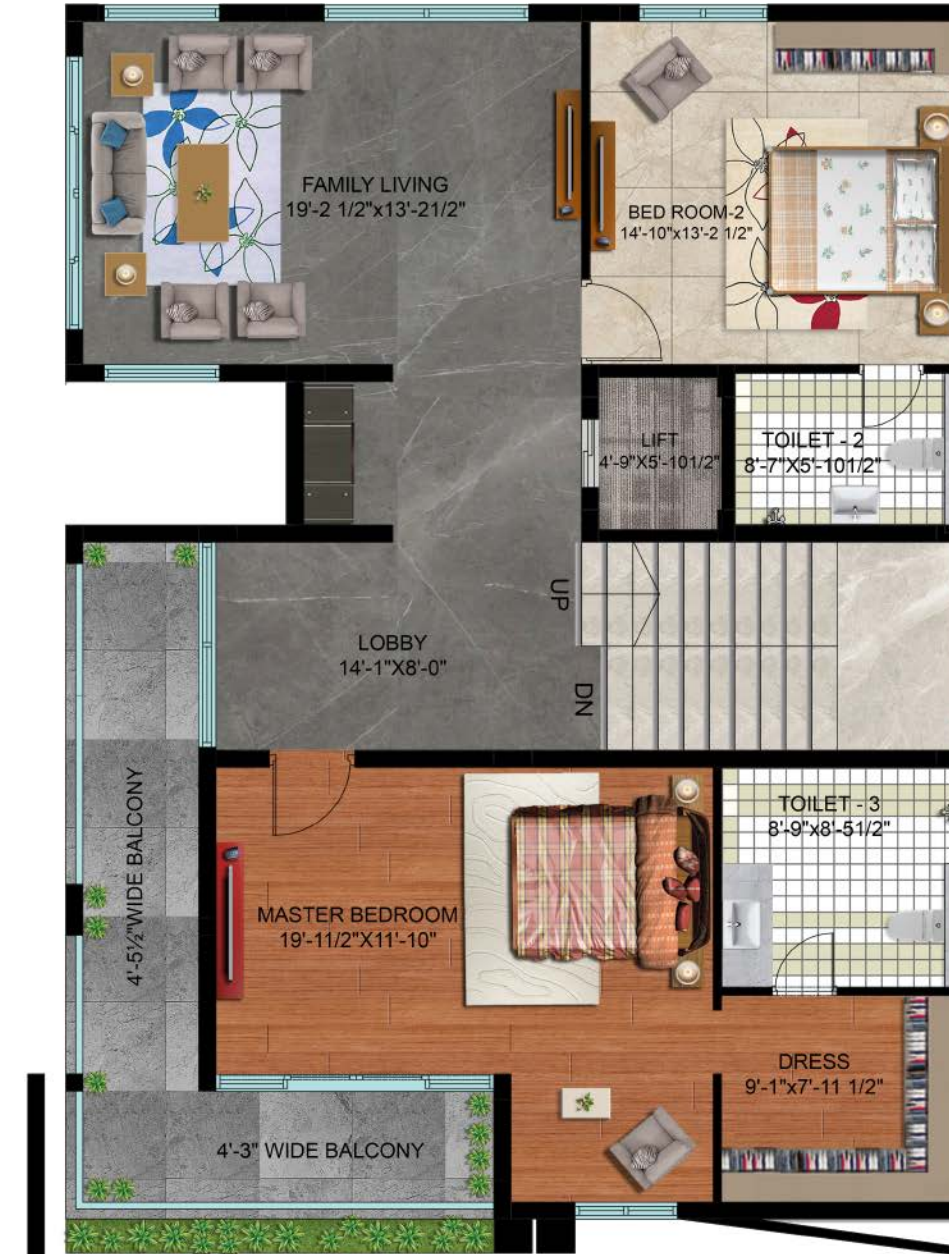 FAMILY LIVING
19'-2 1/2"x13'-21/2"
BED ROOM-2
14'-10"x13'-2 1/2"
LIFT
4'-9"X5'-101/2"
TOILET - 2
8'-7"X5'-101/2"
UP
LOBBY
14'-1"X8'-0"
DN
4'-5½"WIDE BALCONY
TOILET - 3
8'-9"x8'-51/2"
MASTER BEDROOM
19'-11/2"X11'-10"
DRESS
9'-1"x7'-11 1/2"
4'-3" WIDE BALCONY